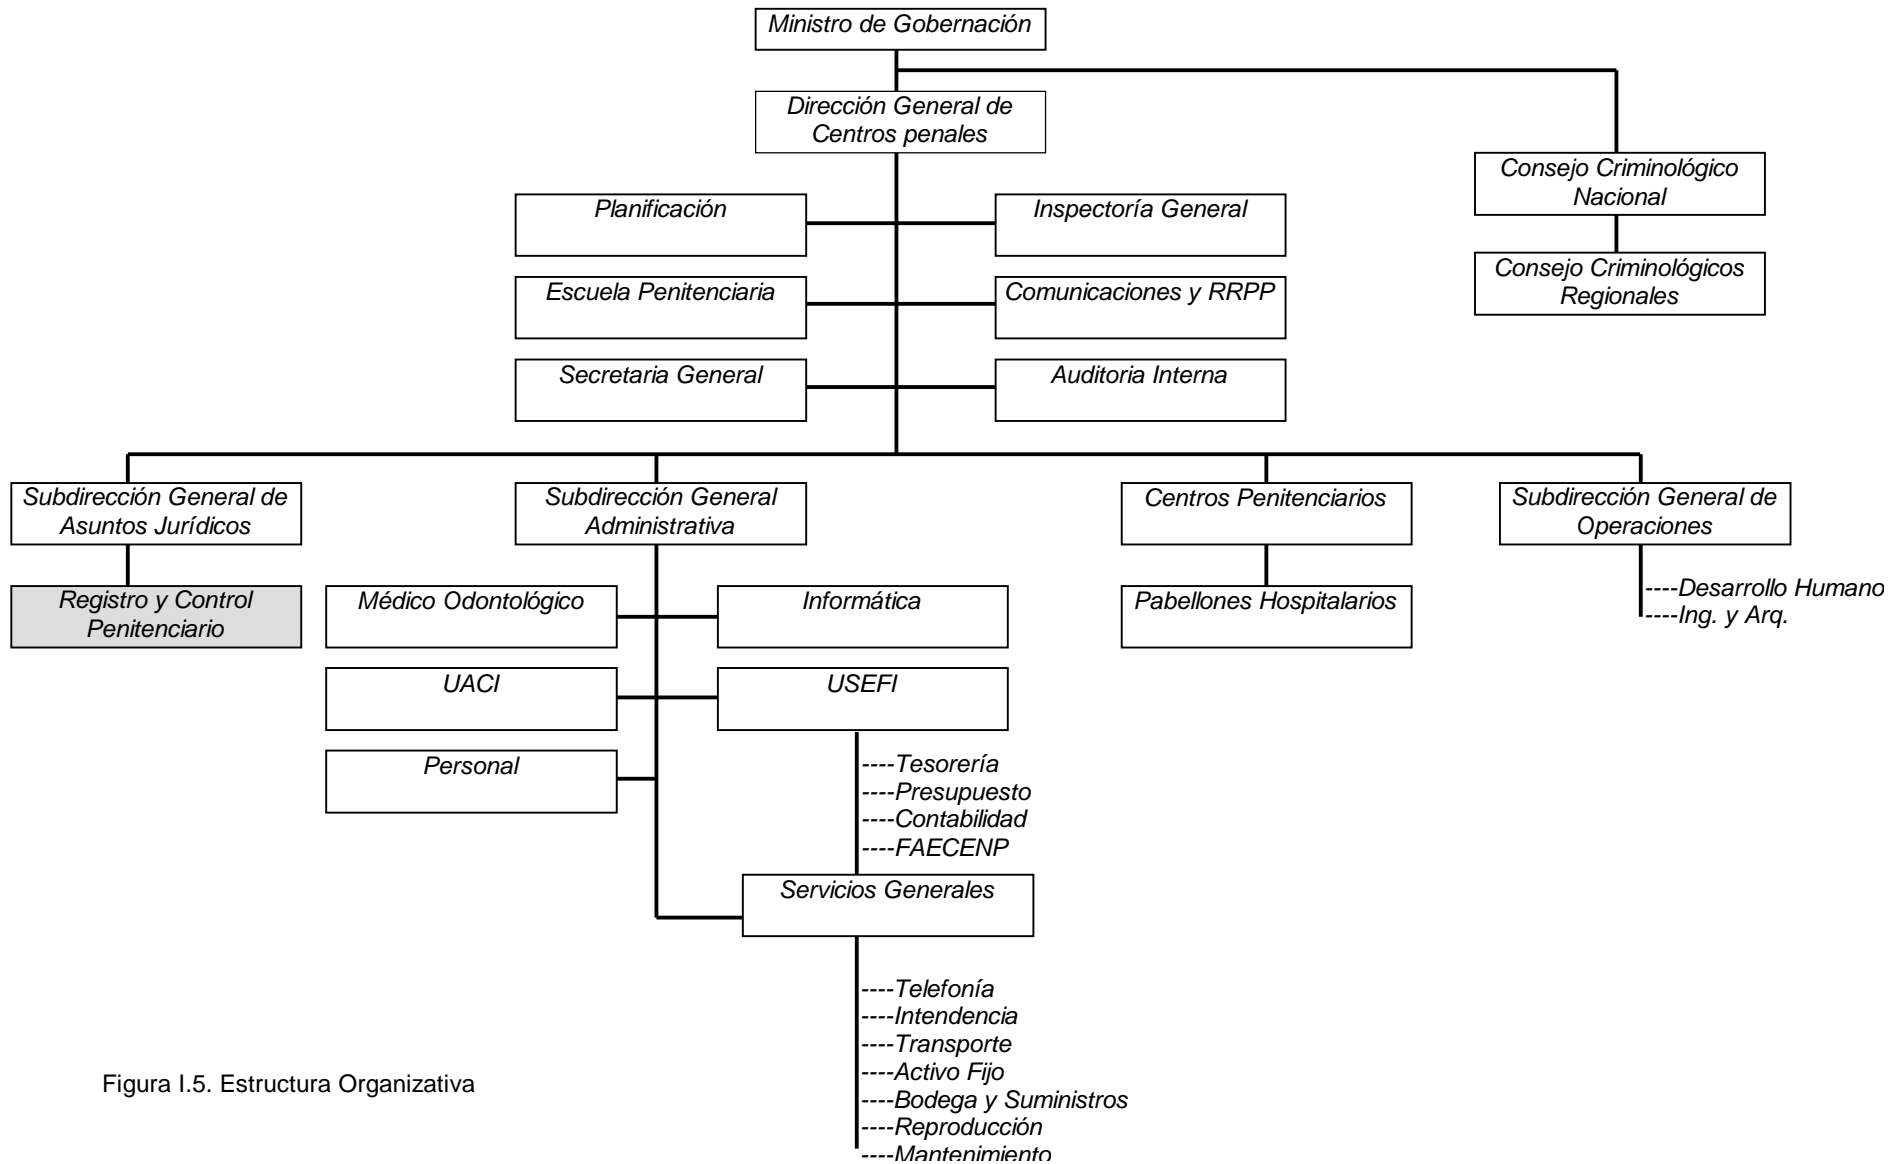 Ministro de Gobernación
Dirección General de
Centros penales
Consejo Criminológico
Nacional
Planificación
Inspectoría General
Consejo Criminológicos
Regionales
Escuela Penitenciaria
Comunicaciones y RRPP
Secretaria General
Auditoria Interna
Subdirección General de
Asuntos Jurídicos
Subdirección General
Administrativa
Centros Penitenciarios
Subdirección General de
Operaciones
Registro y Control
Penitenciario
Médico Odontológico
Informática
Pabellones Hospitalarios
----Desarrollo Humano
----Ing. y Arq.
UACI
USEFI
Personal
----Tesorería
----Presupuesto
----Contabilidad
----FAECENP
Servicios Generales
----Telefonía
----Intendencia
----Transporte
----Activo Fijo
----Bodega y Suministros
----Reproducción
----Mantenimiento
Figura I.5. Estructura Organizativa